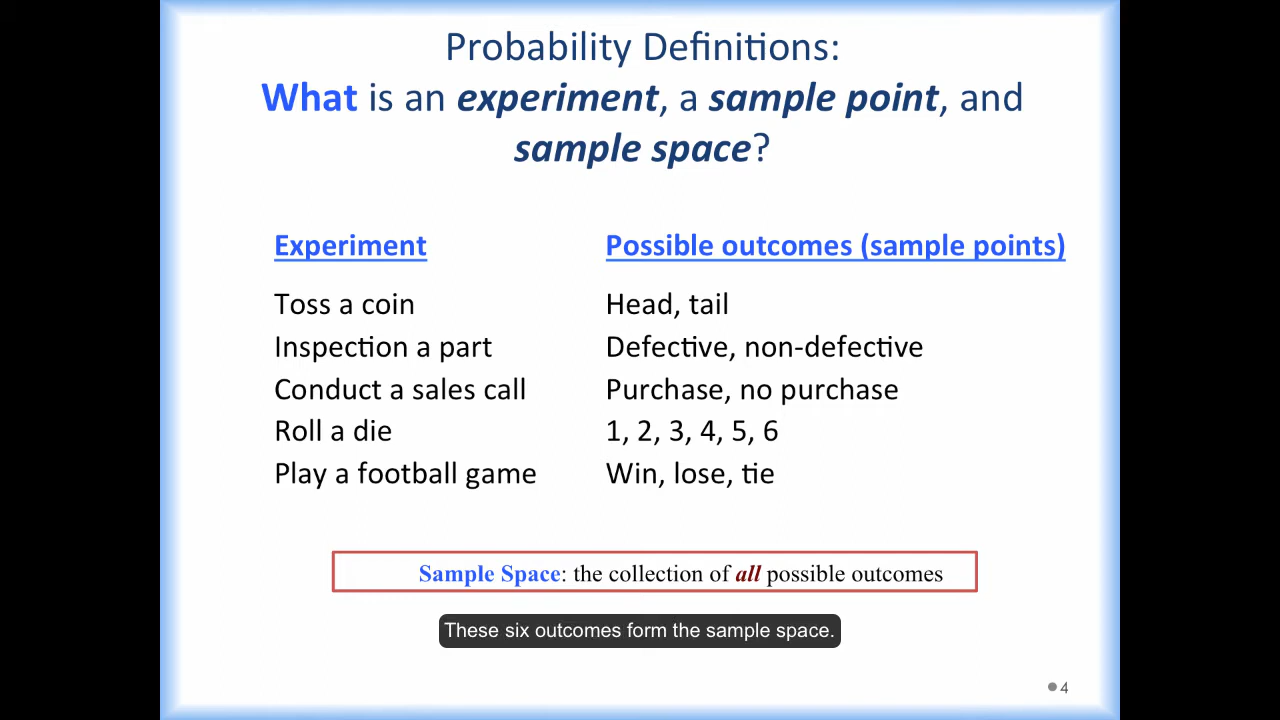 Probability Definitions:
What is an experiment, a sample point, and
sample space?
Experiment Possible outcomes (sample points)
Toss a coin Head, tail
Inspection a part Defective, non-defective
Conduct a sales call Purchase, no purchase
Roll a die 1, 2, 3, 4, 5, 6
Play a football game Win, lose, tie
Sample Space: the collection of all possible outcomes
These six outcomes form the sample space.
4